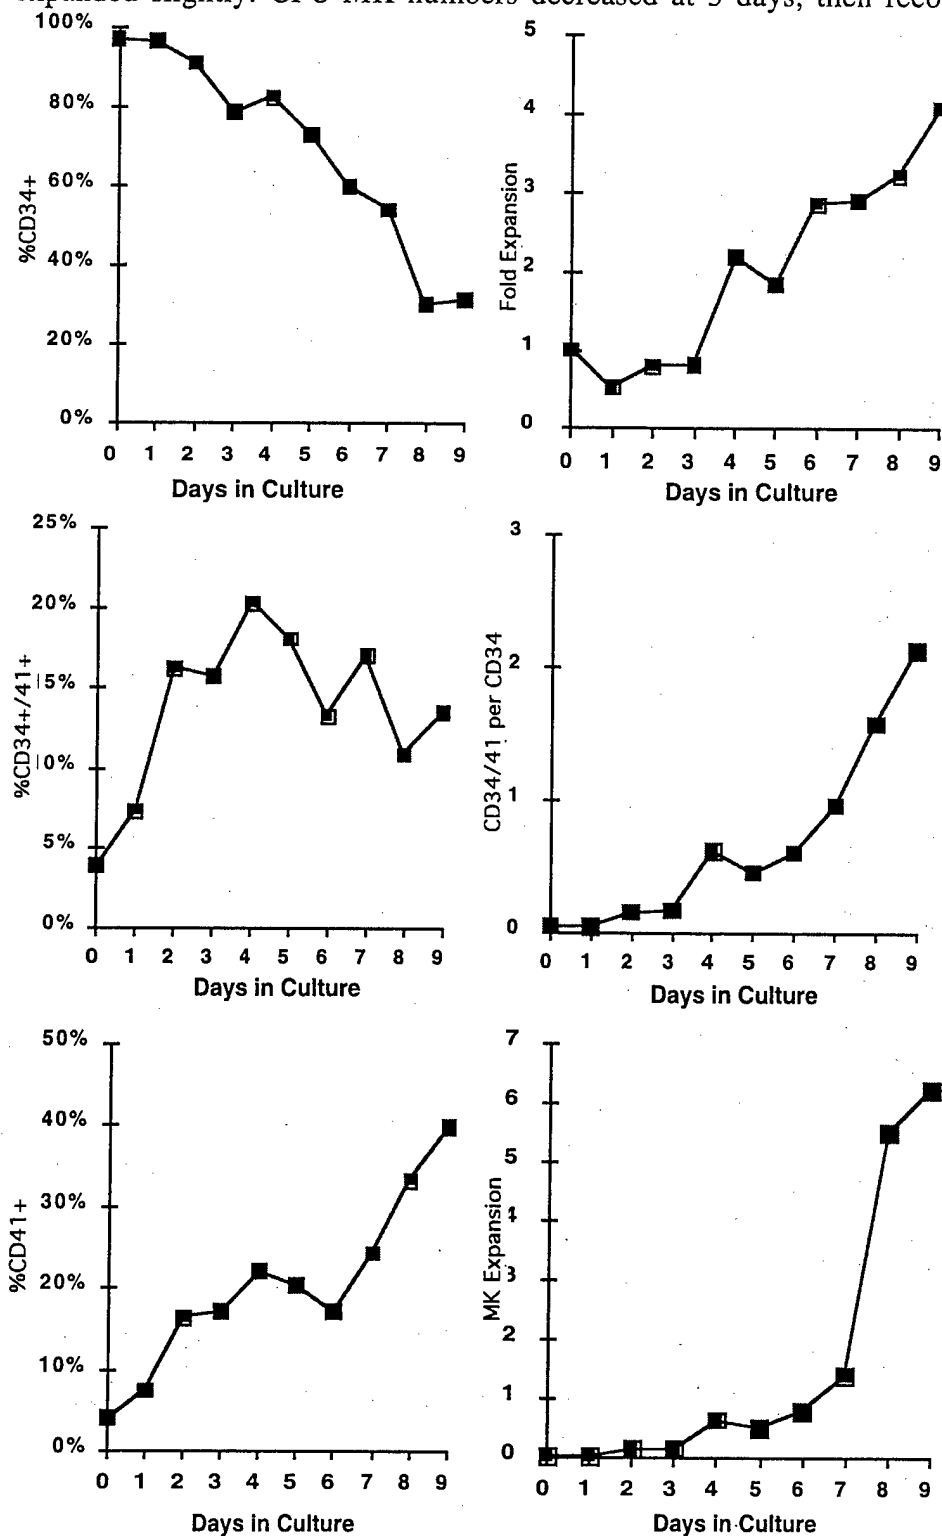 expanded slightly. CFU-MK numbers decreased at 3 days, then reco
100%
80%
60%
40%
20%
0%
%CD34+
0 1 2 3 4 5 6 7 8 9
Days in Culture
5
4
3
2
1
0
Fold Expansion
0 1 2 3 4 5 6 7 8 9
Days in Culture
25%
20%
15%
10%
5%
0%
%CD34+/41+
0 1 2 3 4 5 6 7 8 9
Days in Culture
3
2
1
0
CD34/41 per CD34
0 1 2 3 4 5 6 7 8 9
Days in Culture
50%
40%
30%
20%
10%
0%
%CD41+
0 1 2 3 4 5 6 7 8 9
Days in Culture
7
6
5
4
3
2
1
0
MK Expansion
0 1 2 3 4 5 6 7 8 9
Days in Culture